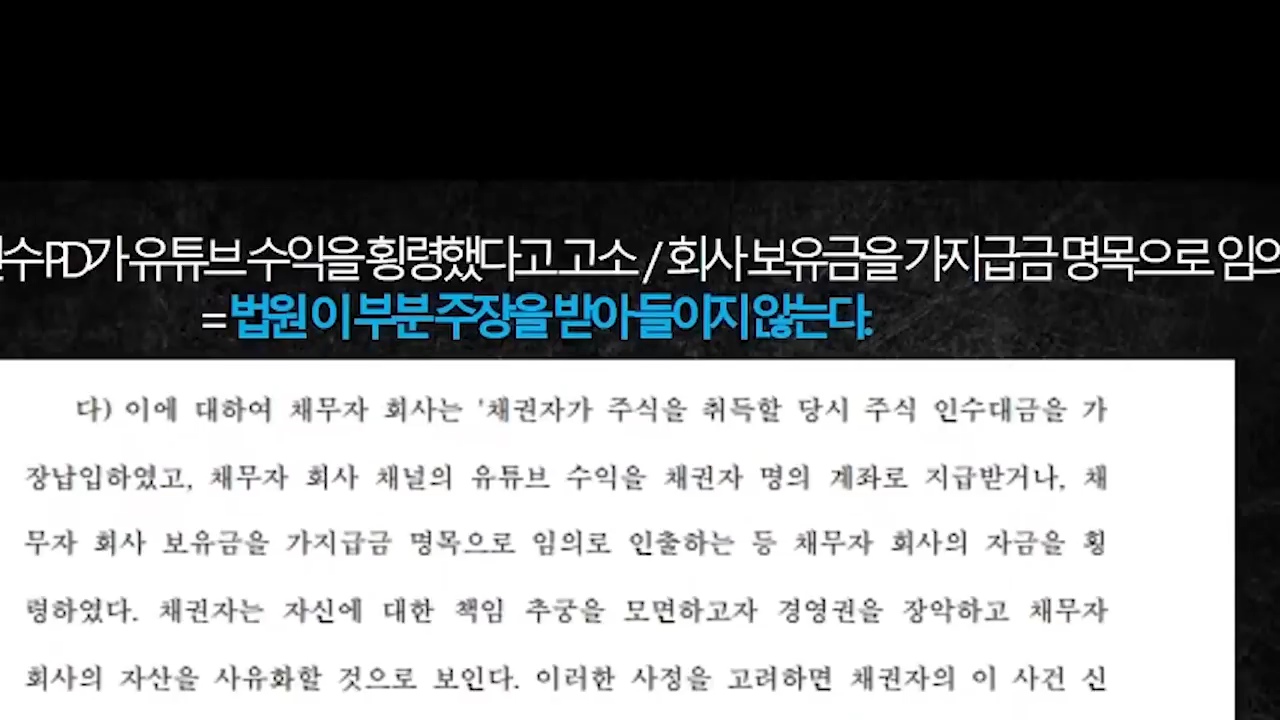 수PD가 유튜브 수익을 횡령했다고 고소 / 회사 보유금을 가지급금 명목으로
= 법원 이 부분 주장을 받아들이지 않는다.
다) 이에 대하여 채무자 회사는 '채권자가 주식을 취득할 당시 주식 인수대금을 가
장납입하였고, 채무자 회사 채널의 유튜브 수익을 채권자 명의 계좌로 지급받거나, 채
무자 회사 보유금을 가지급금 명목으로 임의로 인출하는 등 채무자 회사의 자금을 횡
령하였다. 채권자는 자신에 대한 책임 추궁을 모면하고자 경영권을 장악하고 채무자
회사의 자산을 사유화할 것으로 보인다. 이러한 사정을 고려하면 채권자의 이 사건 신